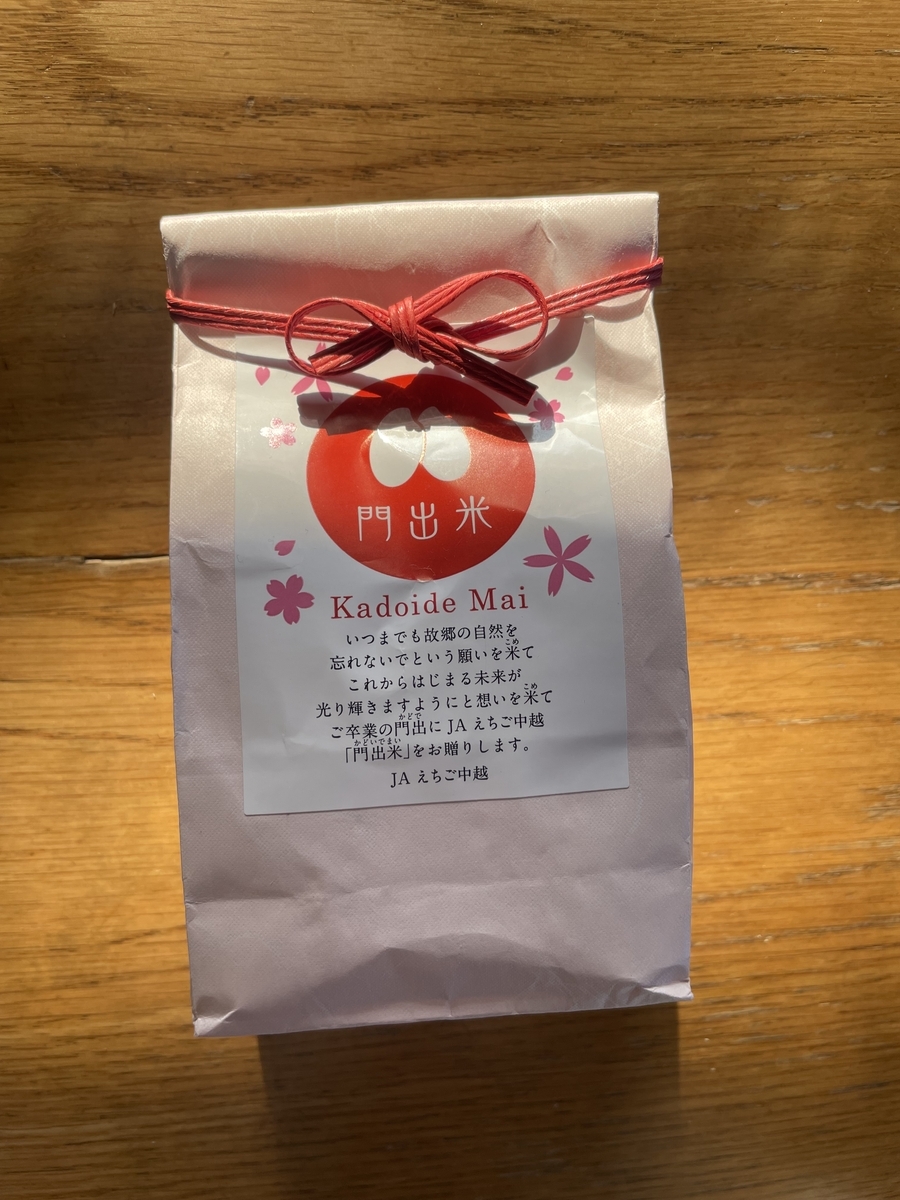 門出米
Kadoide Mai
いつまでも故郷の自然を
忘れないでという願いを米て
これからはじまる未来が
光り輝きますようにと想いを米て
ご卒業の門出に JA えちご中越
「門出米」をお贈りします。
JA えちご中越